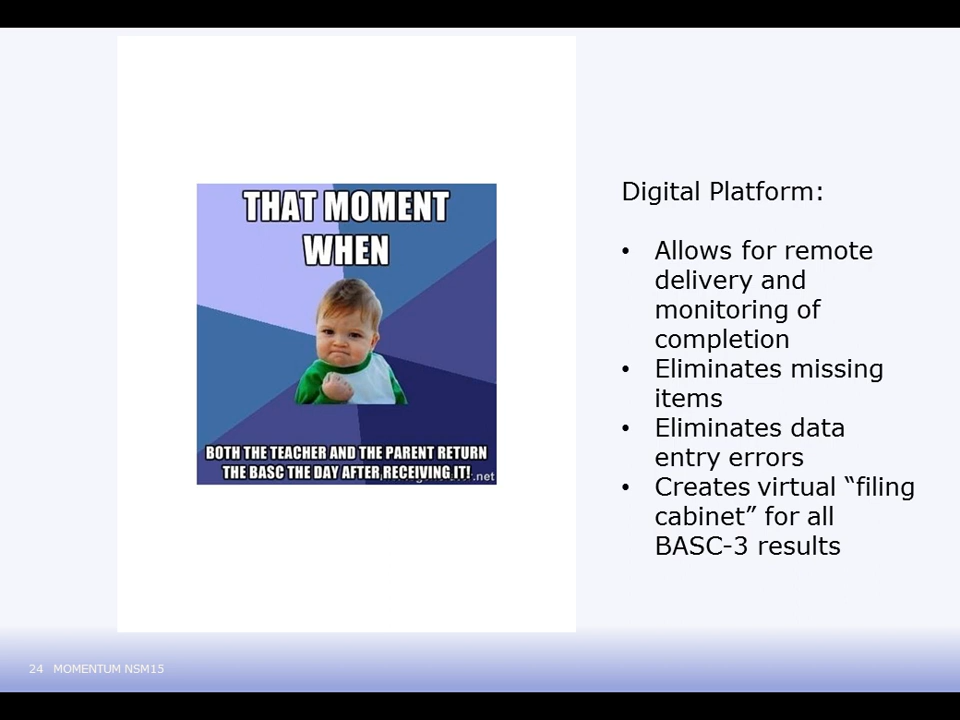 THAT MOMENT
WHEN
BOTH THE TEACHER AND THE PARENT RETURN
THE BASC THE DAY AFTER RECEIVING IT!
.net
Digital Platform:
• Allows for remote
delivery and
monitoring of
completion
• Eliminates missing
items
• Eliminates data
entry errors
• Creates virtual “filing
cabinet” for all
BASC-3 results
24 MOMENTUM NSM15